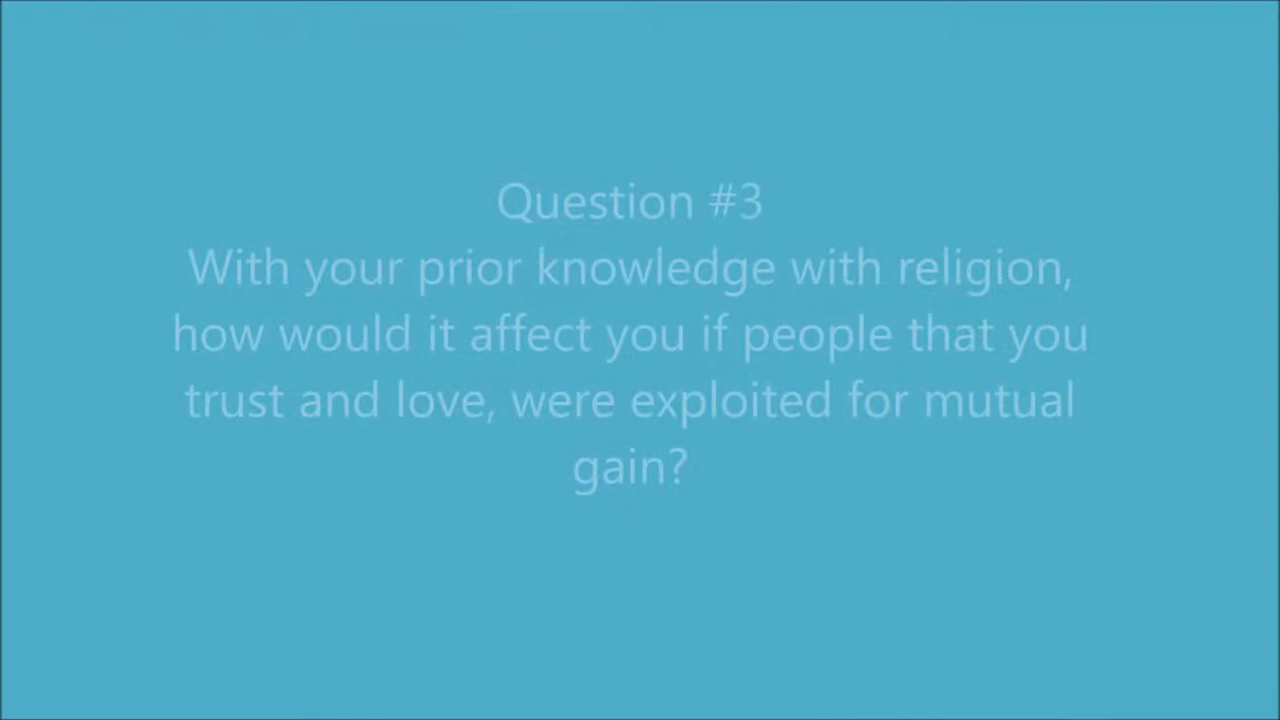 Question #3
With your prior knowledge with religion,
how would it affect you if people that you
trust and love, were exploited for mutual
gain?